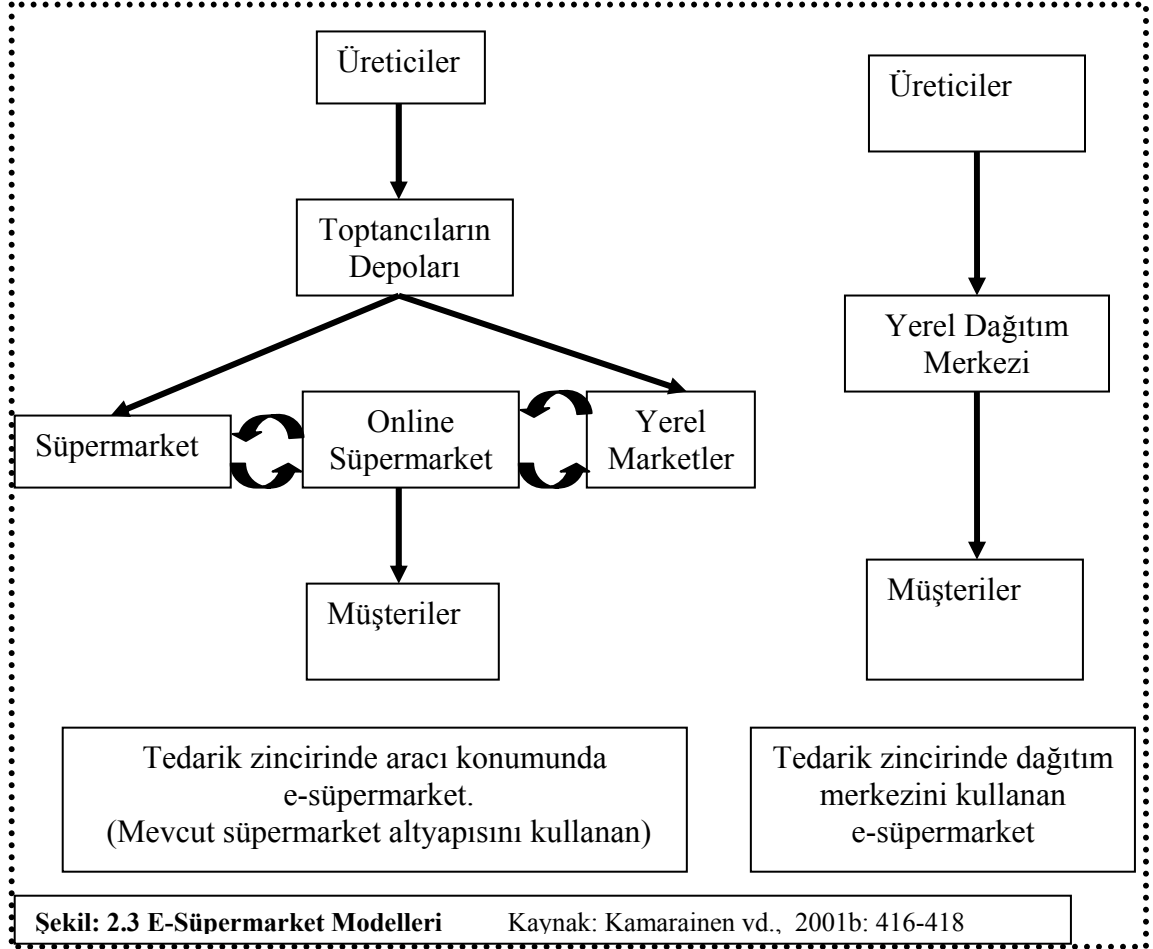 Üreticiler
Toptancıların
Depoları
Süpermarket
Online
Süpermarket
Yerel
Marketler
Müşteriler
Tedarik zincirinde aracı konumunda
e-süpermarket.
(Mevcut süpermarket altyapısını kullanan)
Üreticiler
Yerel Dağıtım
Merkezi
Müşteriler
Tedarik zincirinde dağıtım
merkezini kullanan
e-süpermarket
Şekil: 2.3 E-Süpermarket Modelleri Kaynak: Kamarainen vd., 2001b: 416-418